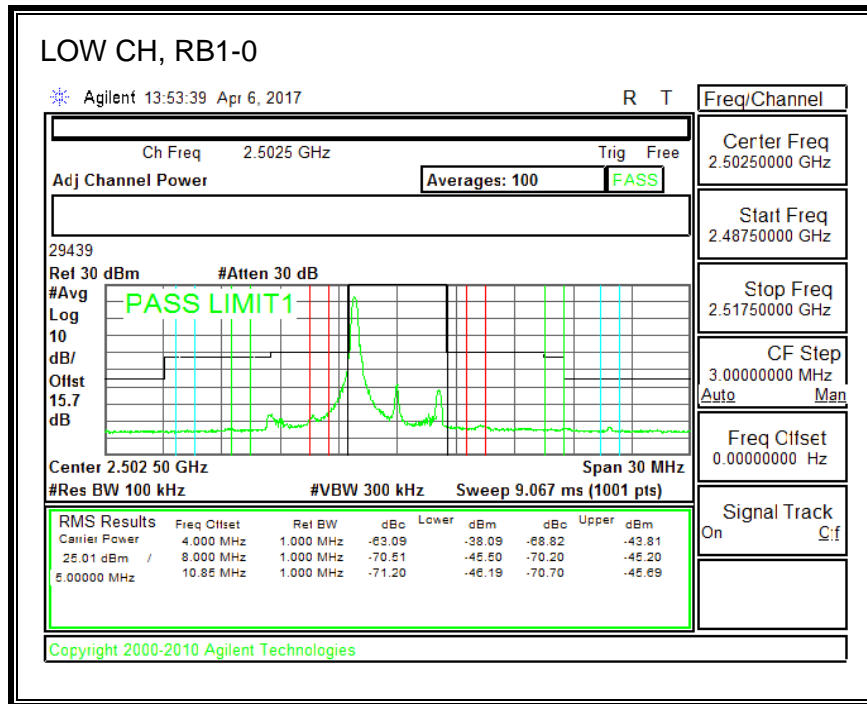 LOW CH, RB1-0
Agilent 13:53:39 Apr 6, 2017 R T
Freq/Channel
Ch Freq 2.5025 GHz Trig Free
Adj Channel Power Averages: 100 PASS
Center Freq
2.50250000 GHz
Start Freq
2.48750000 GHz
Stop Freq
2.51750000 GHz
CF Step
3.00000000 MHz
Auto Man
Freq Offset
0.00000000 Hz
Signal Track
On Off
29439
Ref 30 dBm #Atten 30 dB
#Avg
Log
10
dB/
Offst
15.7
dB
PASS LIMIT1
Center 2.502 50 GHz Span 30 MHz
#Res BW 100 kHz #VBW 300 kHz Sweep 9.067 ms (1001 pts)
RMS Results Freq Offset Ref BW dBc Lower dBm dBc Upper dBm
Carrier Power 4.000 MHz 1.000 MHz -63.09 -38.09 -68.82 -43.81
25.01 dBm / 8.000 MHz 1.000 MHz -70.51 -45.50 -70.20 -45.20
5.00000 MHz 10.85 MHz 1.000 MHz -71.20 -46.19 -70.70 -45.69
Copyright 2000-2010 Agilent Technologies